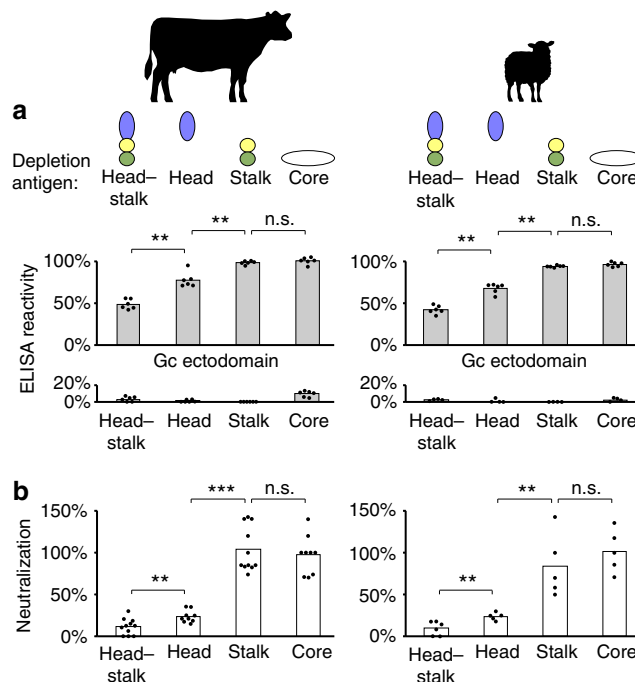 a
Depletion antigen:
Head–stalk Head Stalk Core
Head–stalk Head Stalk Core
** ** n.s.
** ** n.s.
ELISA reactivity
100%
50%
0%
100%
50%
0%
Gc ectodomain
Gc ectodomain
20%
0%
20%
0%
Head–stalk Head Stalk Core
Head–stalk Head Stalk Core
b
*** n.s.
**
** n.s.
**
Neutralization
150%
100%
50%
0%
150%
100%
50%
0%
Head–stalk Head Stalk Core
Head–stalk Head Stalk Core